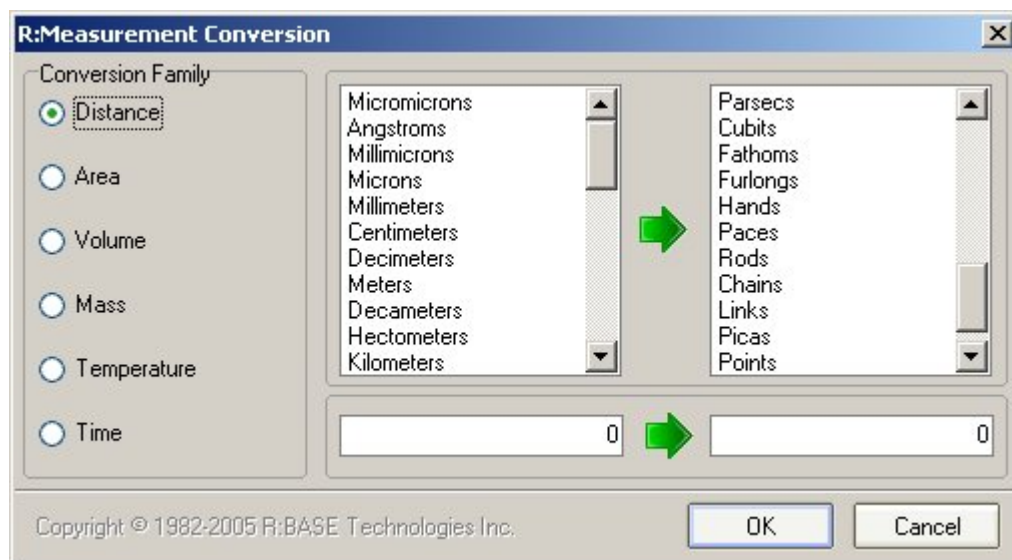 R:Measurement Conversion
Conversion Family
Distance
Area
Volume
Mass
Temperature
Time
Micromicrons
Angstroms
Millimicrons
Microns
Millimeters
Centimeters
Decimeters
Meters
Decameters
Hectometers
Kilometers
Parsecs
Cubits
Fathoms
Furlongs
Hands
Paces
Rods
Chains
Links
Picas
Points
0
0
Copyright © 1982-2005 R:BASE Technologies Inc.
OK
Cancel